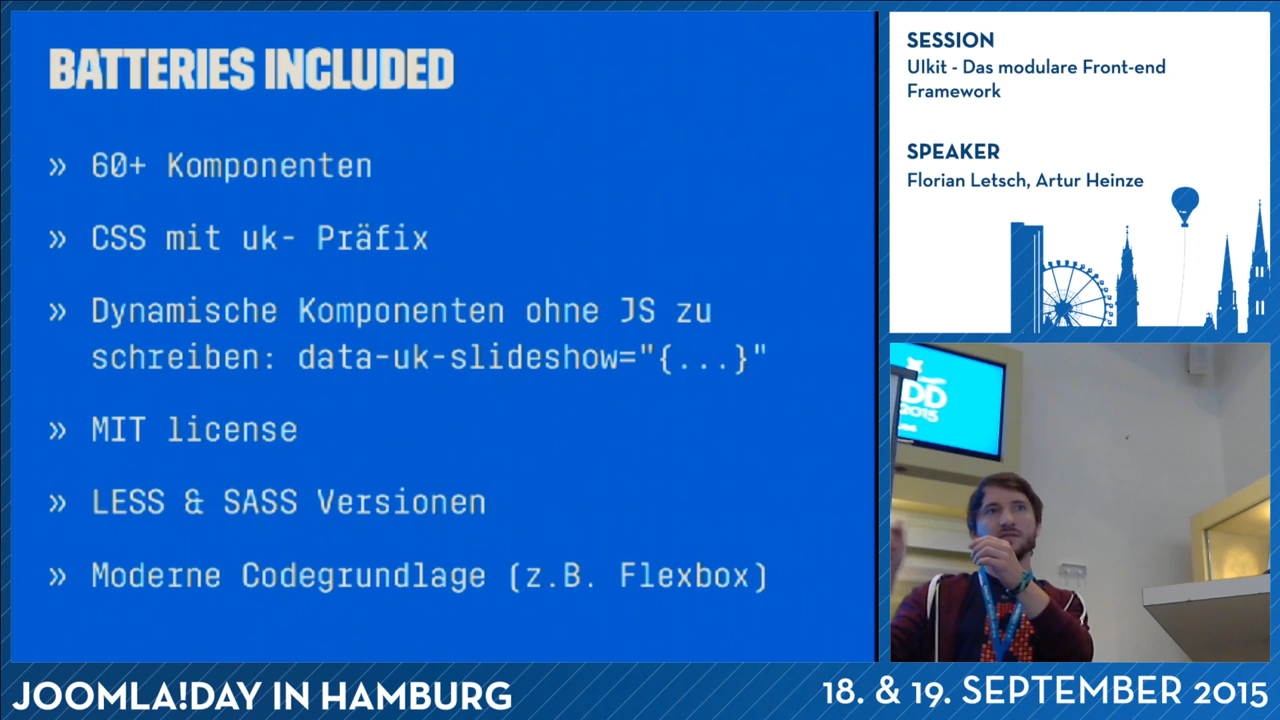 BATTERIES INCLUDED
» 60+ Komponenten
» CSS mit uk- Präfix
» Dynamische Komponenten ohne JS zu
schreiben: data-uk-slideshow="{...}"
» MIT license
» LESS & SASS Versionen
» Moderne Codegrundlage (z.B. Flexbox)
SESSION
UIkit - Das modulare Front-end
Framework
SPEAKER
Florian Letsch, Artur Heinze
DD
2015
JOOMLA!DAY IN HAMBURG
18. & 19. SEPTEMBER 2015